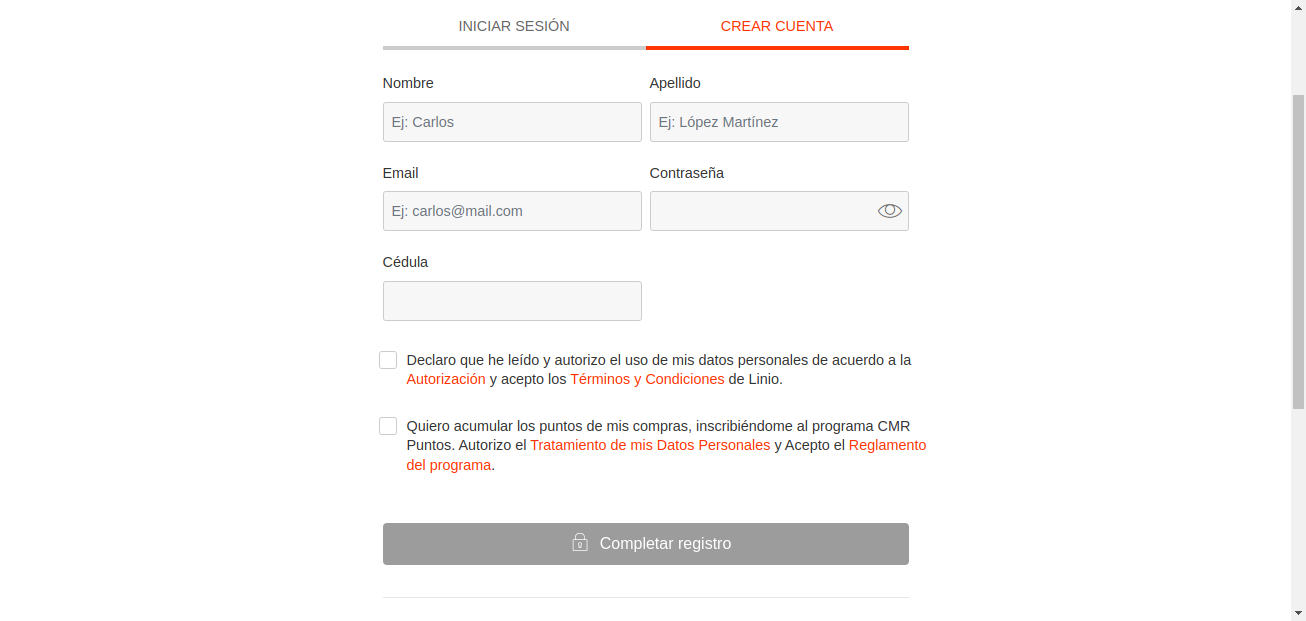 INICIAR SESIÓN
CREAR CUENTA
Nombre
Apellido
Ej: Carlos
Ej: López Martínez
Email
Contraseña
Ej: carlos@mail.com
Cédula
Declaro que he leído y autorizo el uso de mis datos personales de acuerdo a la
Autorización y acepto los Términos y Condiciones de Linio.
Quiero acumular los puntos de mis compras, inscribiéndome al programa CMR
Puntos. Autorizo el Tratamiento de mis Datos Personales y Acepto el Reglamento
del programa.
Completar registro